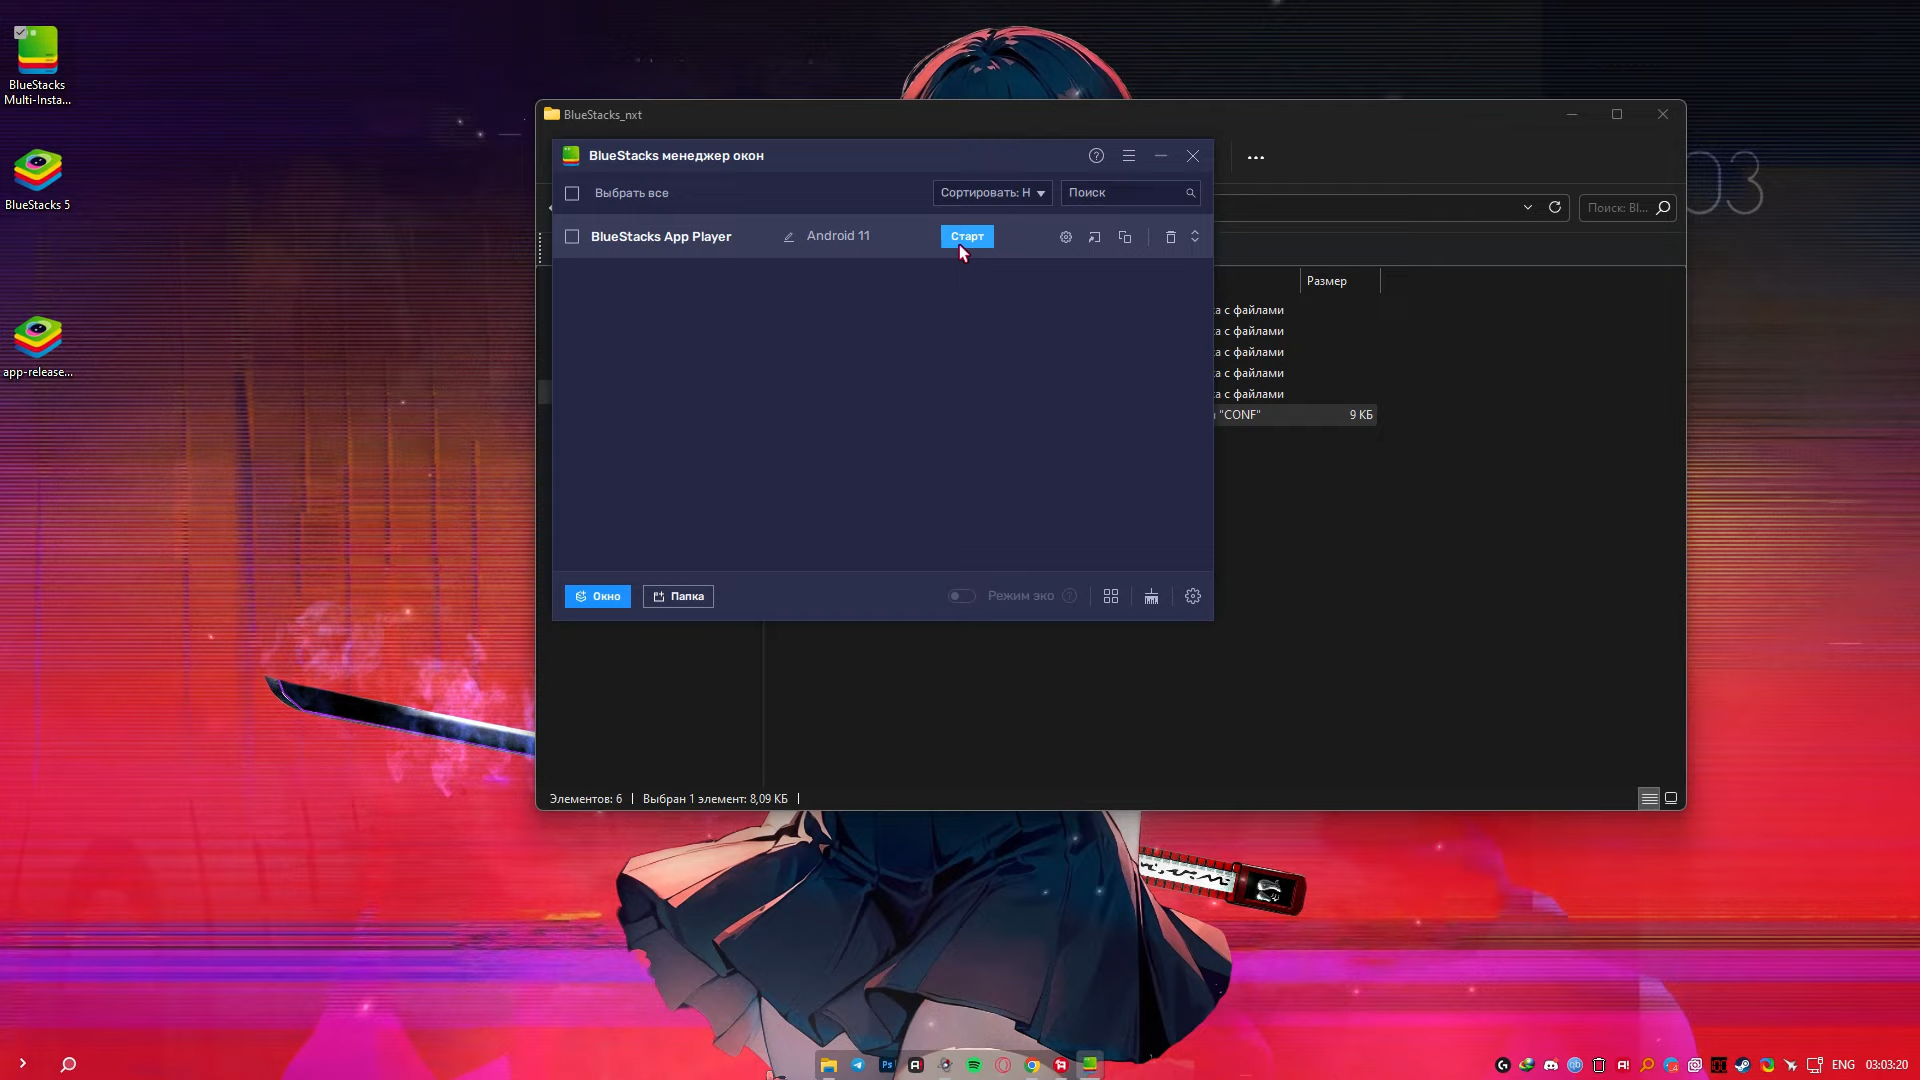 BlueStacks
Multi-Insta...
BlueStacks 5
app-release...
BlueStacks_nxt
BlueStacks менеджер окон
Выбрать все
Сортировать: Н
Поиск
Поиск: Bl...
BlueStacks App Player
Android 11
Старт
Размер
а с файлами
а с файлами
а с файлами
а с файлами
а с файлами
"CONF"
9 КБ
Окно
Папка
Режим эко
Элементов: 6
Выбран 1 элемент: 8,09 КБ
03
Ps
ENG
03:03:20